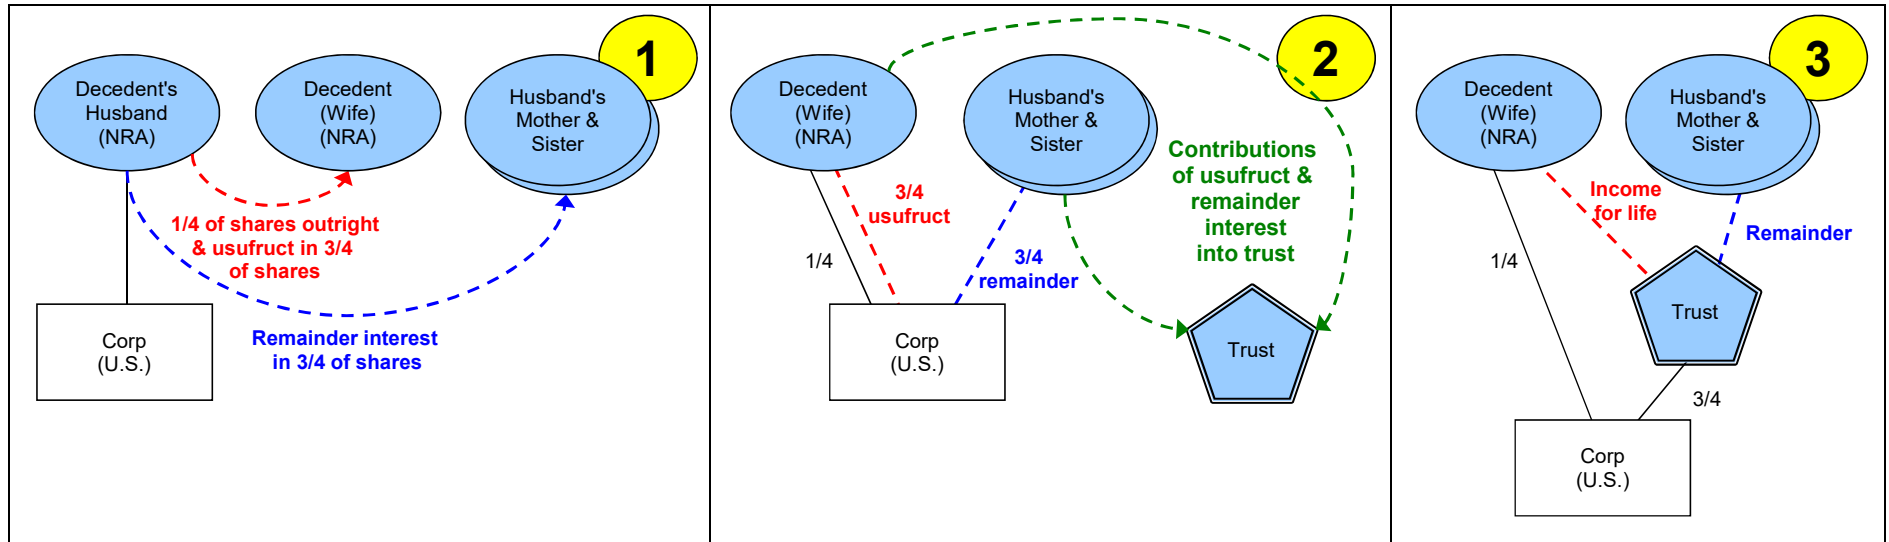 1
Decedent's
Husband
(NRA)
Decedent
(Wife)
(NRA)
Husband's
Mother &
Sister
1/4 of shares outright
& usufruct in 3/4
of shares
Remainder interest
in 3/4 of shares
Corp
(U.S.)
2
Decedent
(Wife)
(NRA)
Husband's
Mother &
Sister
Contributions
of usufruct &
remainder
interest
into trust
3/4
usufruct
1/4
3/4
remainder
Corp
(U.S.)
Trust
3
Decedent
(Wife)
(NRA)
Husband's
Mother &
Sister
Income
for life
Remainder
1/4
Trust
3/4
Corp
(U.S.)